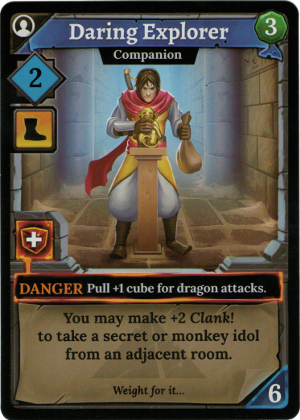 Daring Explorer
3
Companion
2
DANGER Pull +1 cube for dragon attacks.
You may make +2 Clank!
to take a secret or monkey idol
from an adjacent room.
Weight for it...
6